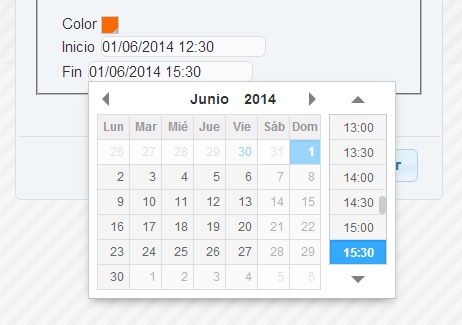 Color
Inicio 01/06/2014 12:30
Fin 01/06/2014 15:30
Junio 2014
Lun Mar Mié Jue Vie Sáb Dom
26 27 28 29 30 31 1
2 3 4 5 6 7 8
9 10 11 12 13 14 15
16 17 18 19 20 21 22
23 24 25 26 27 28 29
30 1 2 3 4 5 6
13:00
13:30
14:00
14:30
15:00
15:30
r